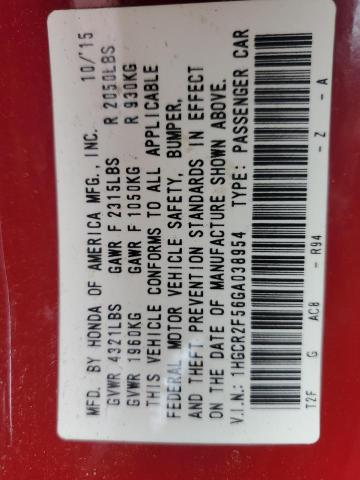 MFD. BY HONDA OF AMERICA MFG., INC. 10/'15
GVWR 4321LBS GAWR F 2315LBS R 2050LBS
GVWR 1960KG GAWR F 1050KG R 930KG
THIS VEHICLE CONFORMS TO ALL APPLICABLE
FEDERAL MOTOR VEHICLE SAFETY, BUMPER,
AND THEFT PREVENTION STANDARDS IN EFFECT
ON THE DATE OF MANUFACTURE SHOWN ABOVE.
V.I.N.: 1HGCR2F56GA038954 TYPE: PASSENGER CAR
T2F G AC8 - R94 - Z - A